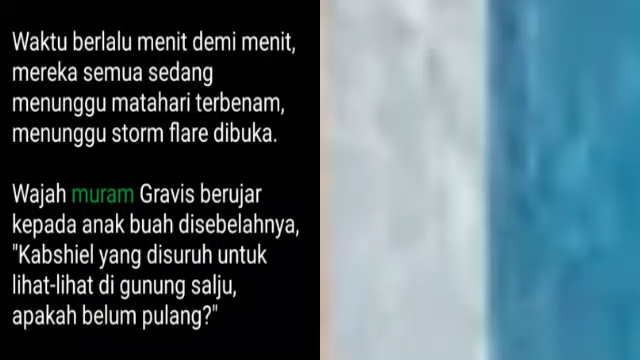 Waktu berlalu menit demi menit,
mereka semua sedang
menunggu matahari terbenam,
menunggu storm flare dibuka.
Wajah muram Gravis berujar
kepada anak buah disebelahnya,
"Kabshiel yang disuruh untuk
lihat-lihat di gunung salju,
apakah belum pulang?"